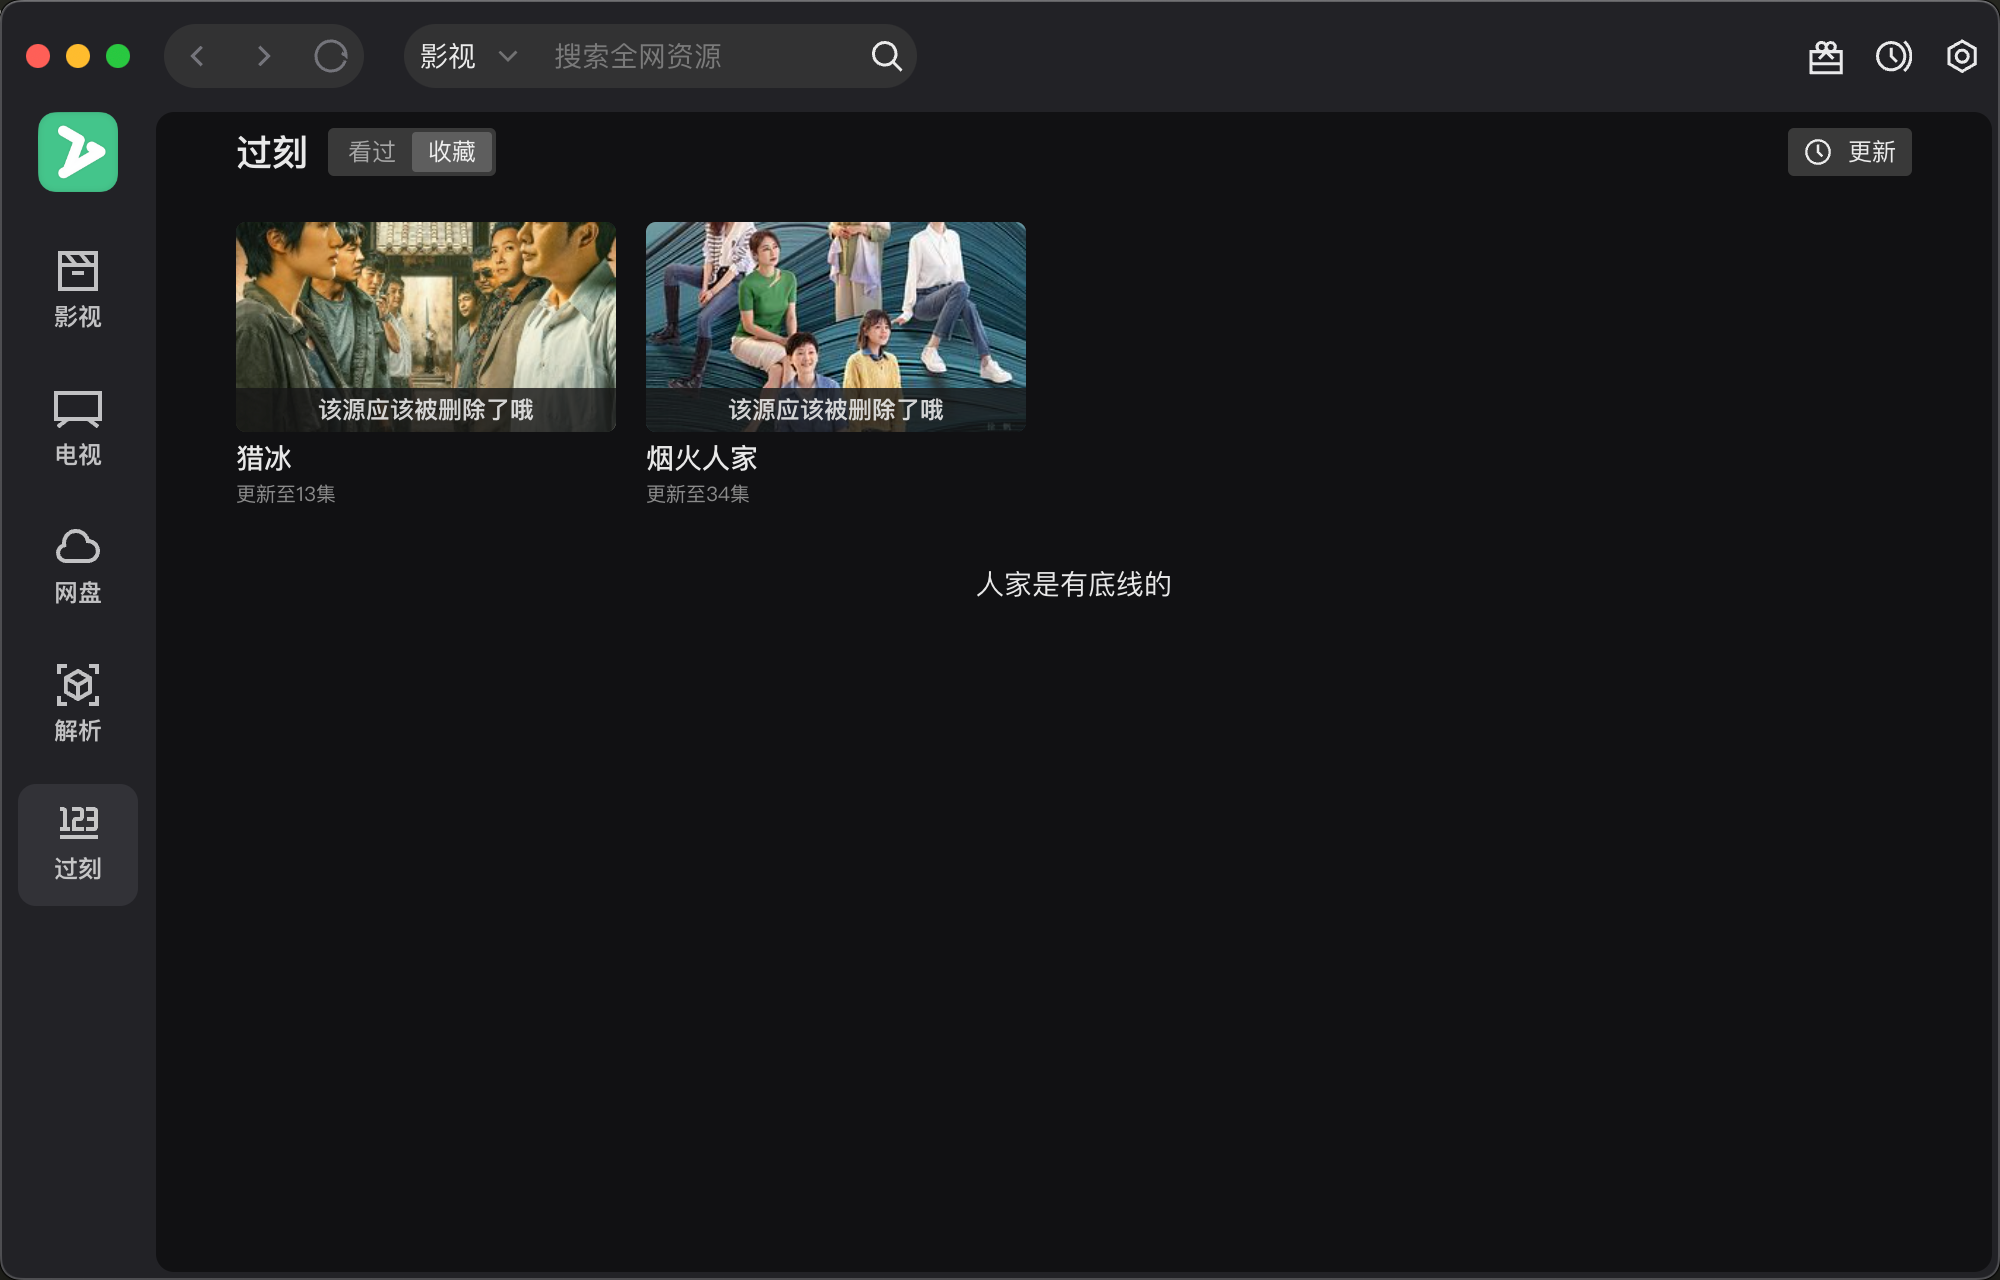 影视 搜索全网资源
过刻 看过 收藏 更新
影视
电视
网盘
解析
123
过刻
该源应该被删除了哦
猎冰
更新至13集
该源应该被删除了哦
烟火人家
更新至34集
人家是有底线的